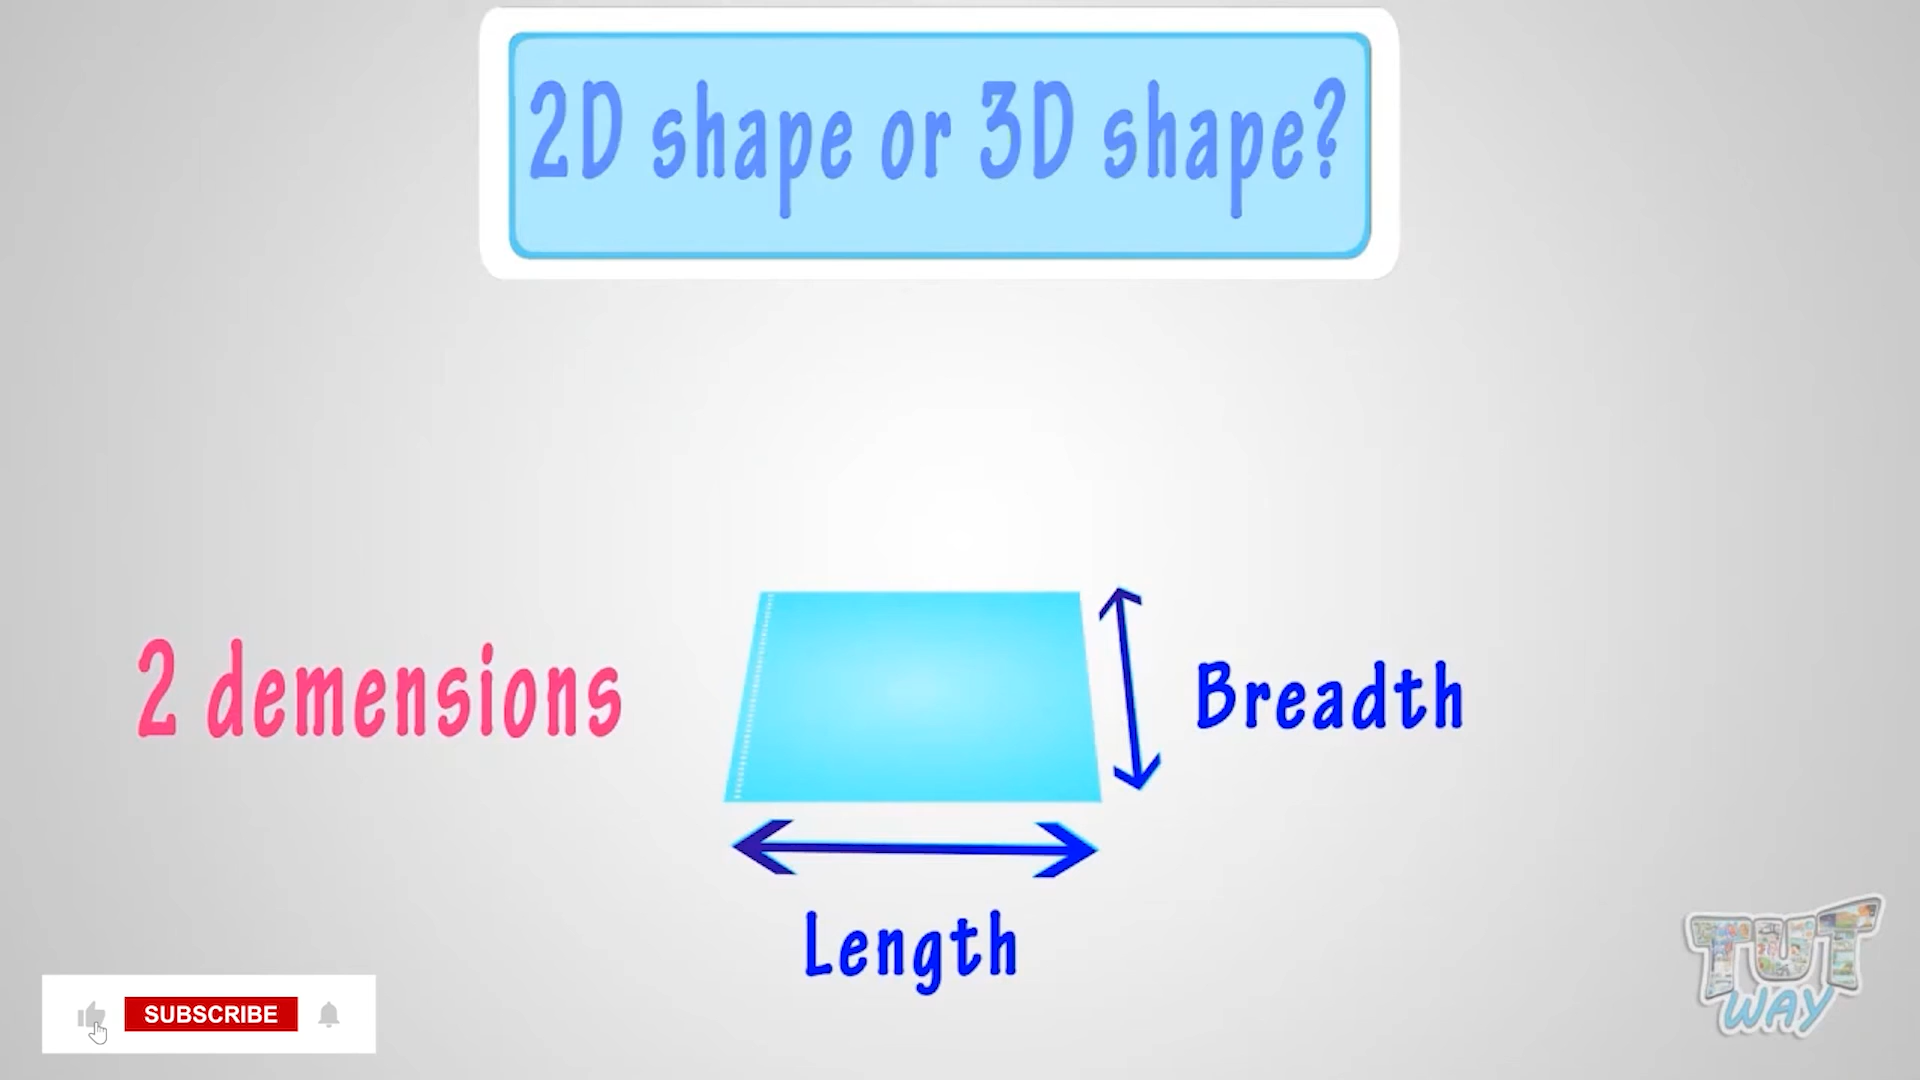 2D shape or 3D shape?
2 demensions
Breadth
Length
SUBSCRIBE
TUT
WAY